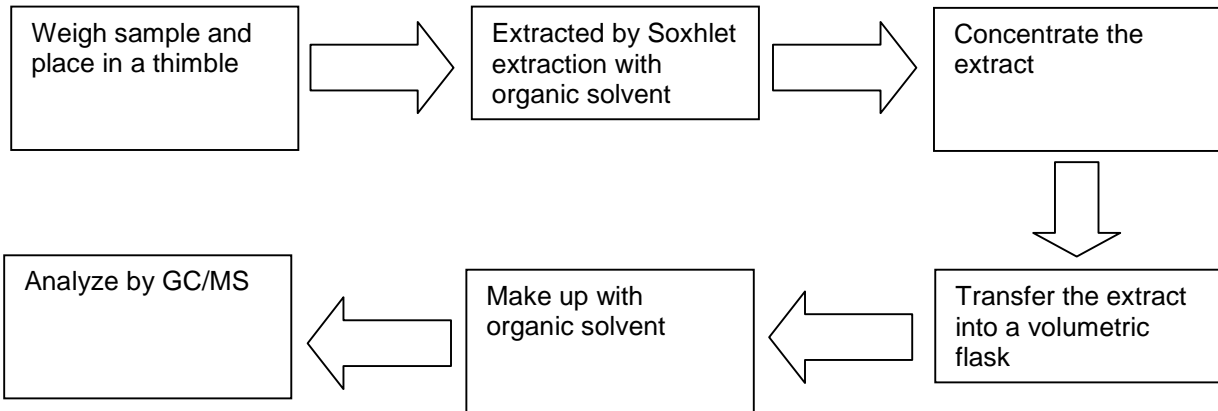 Weigh sample and
place in a thimble
Extracted by Soxhlet
extraction with
organic solvent
Concentrate the
extract
Transfer the extract
into a volumetric
flask
Make up with
organic solvent
Analyze by GC/MS